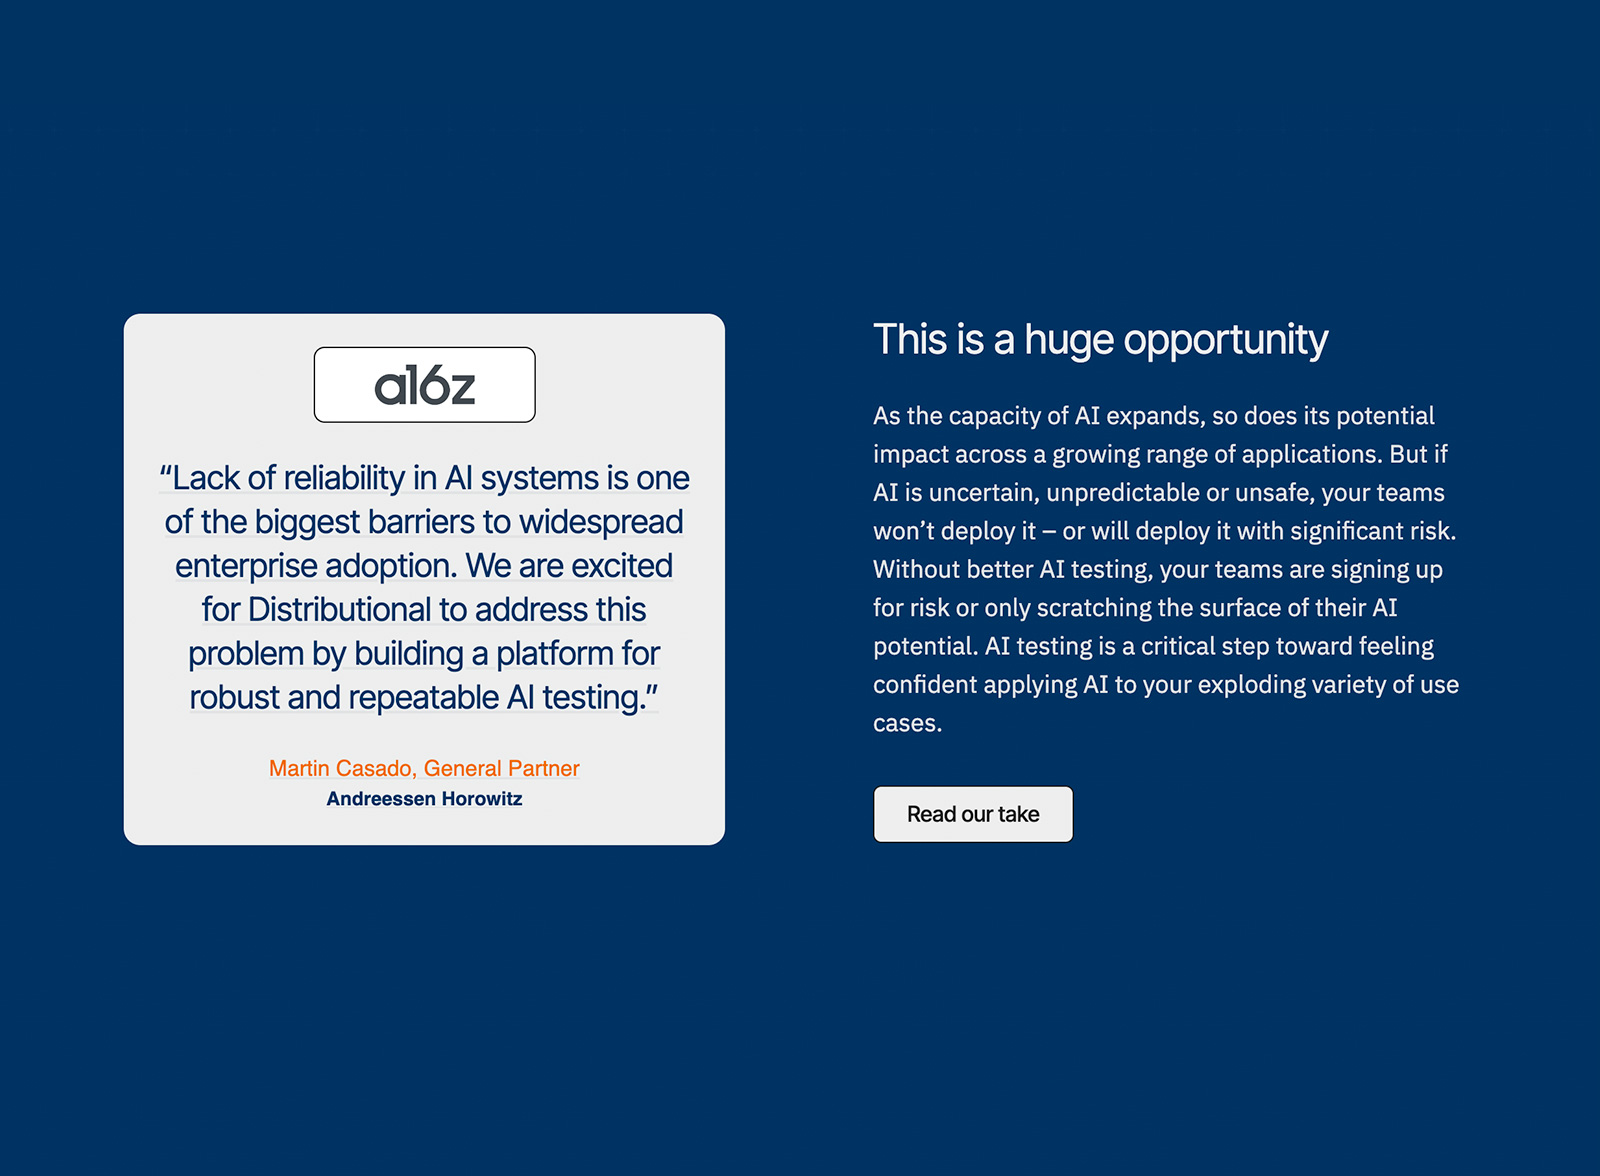 a16z
“Lack of reliability in AI systems is one
of the biggest barriers to widespread
enterprise adoption. We are excited
for Distributional to address this
problem by building a platform for
robust and repeatable AI testing.”
Martin Casado, General Partner
Andreessen Horowitz
This is a huge opportunity
As the capacity of AI expands, so does its potential
impact across a growing range of applications. But if
AI is uncertain, unpredictable or unsafe, your teams
won’t deploy it – or will deploy it with significant risk.
Without better AI testing, your teams are signing up
for risk or only scratching the surface of their AI
potential. AI testing is a critical step toward feeling
confident applying AI to your exploding variety of use
cases.
Read our take